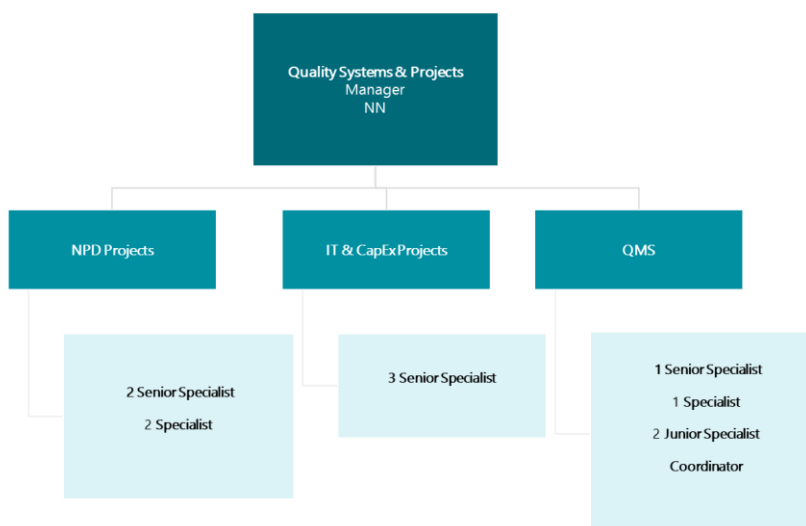 Quality Systems & Projects
Manager
NN
NPD Projects
IT & CapEx Projects
QMS
2 Senior Specialist
2 Specialist
3 Senior Specialist
1 Senior Specialist
1 Specialist
2 Junior Specialist
Coordinator